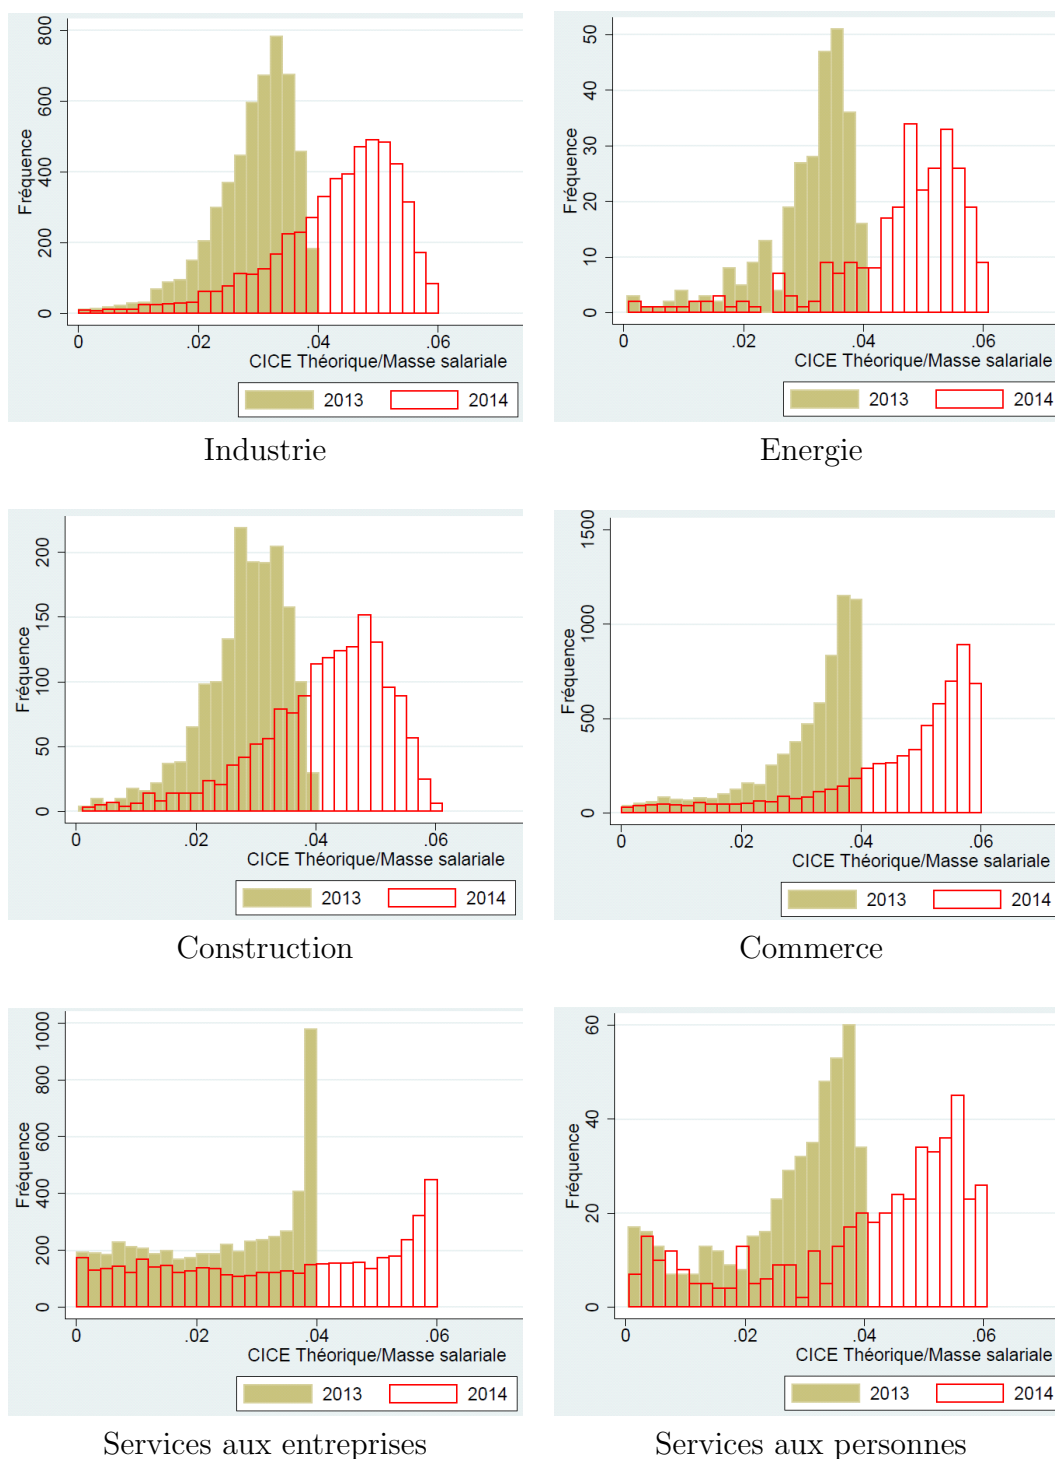 800
600
400
200
0
Fréquence
0 .02 .04 .06
CICE Théorique/Masse salariale
2013 2014
Industrie
50
40
30
20
10
0
Fréquence
0 .02 .04 .06
CICE Théorique/Masse salariale
2013 2014
Energie
200
150
100
50
0
Fréquence
0 .02 .04 .06
CICE Théorique/Masse salariale
2013 2014
Construction
1500
1000
500
0
Fréquence
0 .02 .04 .06
CICE Théorique/Masse salariale
2013 2014
Commerce
1000
800
600
400
200
0
Fréquence
0 .02 .04 .06
CICE Théorique/Masse salariale
2013 2014
Services aux entreprises
60
40
20
0
Fréquence
0 .02 .04 .06
CICE Théorique/Masse salariale
2013 2014
Services aux personnes